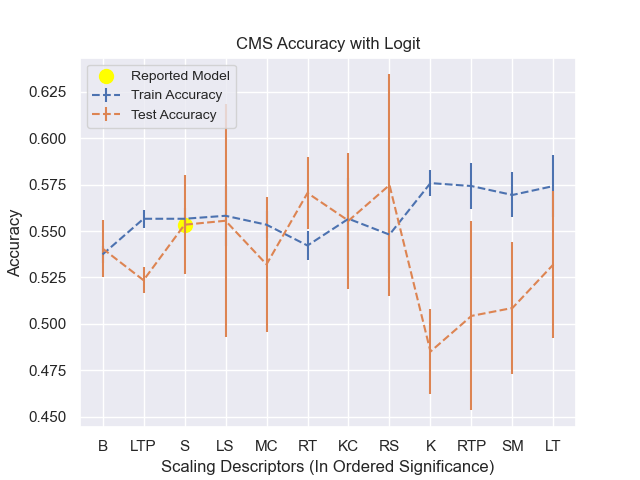 CMS Accuracy with Logit
Reported Model
Train Accuracy
Test Accuracy
Accuracy
0.625
0.600
0.575
0.550
0.525
0.500
0.475
0.450
B LTP S LS MC RT KC RS K RTP SM LT
Scaling Descriptors (In Ordered Significance)